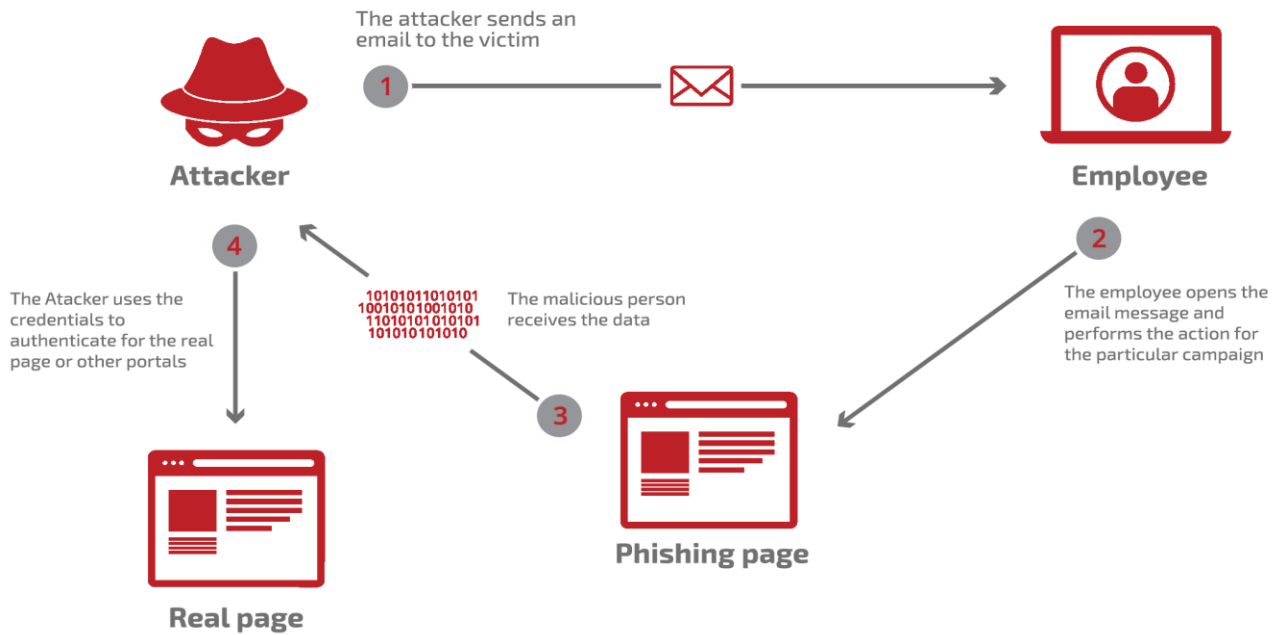 The attacker sends an
email to the victim
1
Attacker
Employee
4
2
The Atacker uses the
credentials to
authenticate for the real
page or other portals
10101011010101
10010101001010
11010101010101
101010101010
The malicious person
receives the data
The employee opens the
email message and
performs the action for
the particular campaign
3
Phishing page
Real page